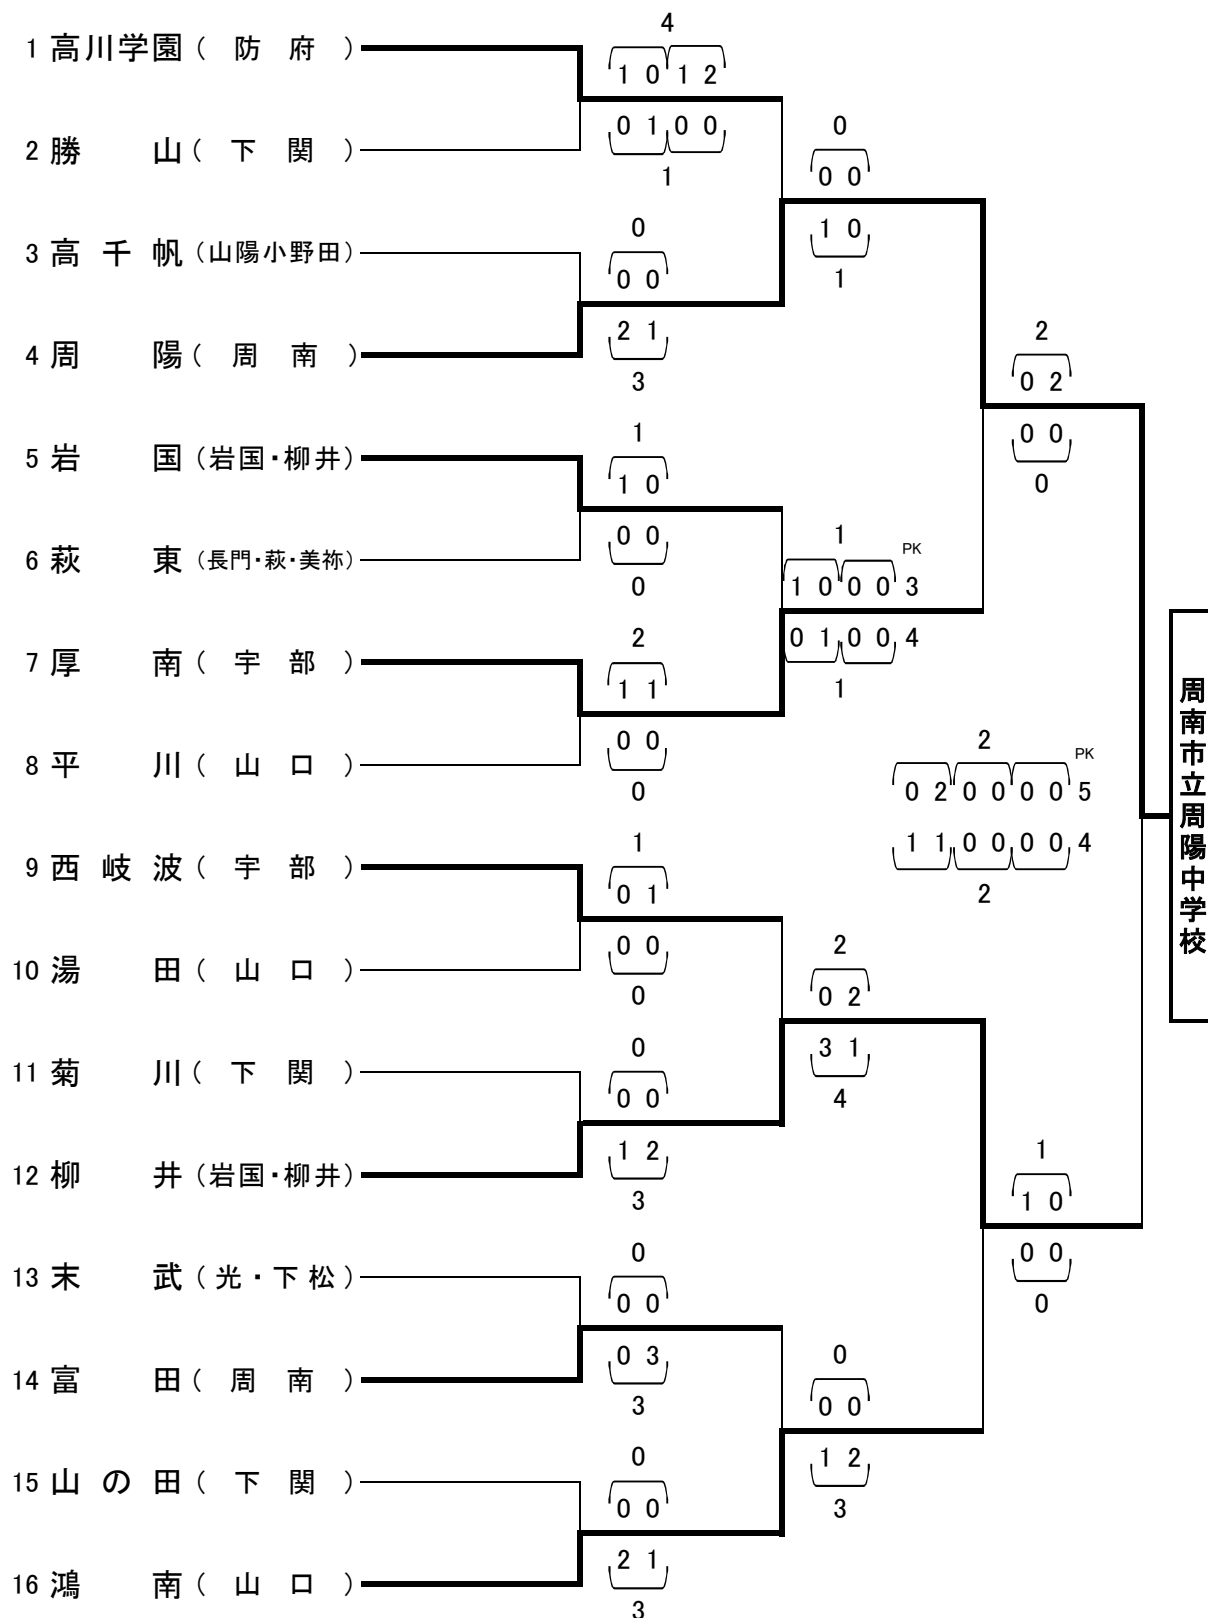 4
1 高川学園 ( 防 府 )
1 0 1 2
0 1 0 0
2 勝 山 ( 下 関 )
1
0
0 0
1 0
1
0
3 高 千 帆 (山陽小野田)
0 0
2 1
4 周 陽 ( 周 南 )
3
2
0 2
0 0
0
1
5 岩 国 (岩国・柳井)
1 0
0 0
6 萩 東 (長門・萩・美祢)
0
1 PK
1 0 0 0 3
0 1 0 0 4
1
2
7 厚 南 ( 宇 部 )
1 1
0 0
8 平 川 ( 山 口 )
0
2 PK
0 2 0 0 0 0 5
1 1 0 0 0 0 4
2
周南市立周陽中学校
1
9 西 岐 波 ( 宇 部 )
0 1
0 0
10 湯 田 ( 山 口 )
0
2
0 2
3 1
4
0
11 菊 川 ( 下 関 )
0 0
1 2
12 柳 井 (岩国・柳井)
3
1
1 0
0 0
0
0
13 末 武 ( 光 ・ 下 松 )
0 0
0 3
14 富 田 ( 周 南 )
3
0
0 0
1 2
3
0
15 山 の 田 ( 下 関 )
0 0
2 1
16 鴻 南 ( 山 口 )
3